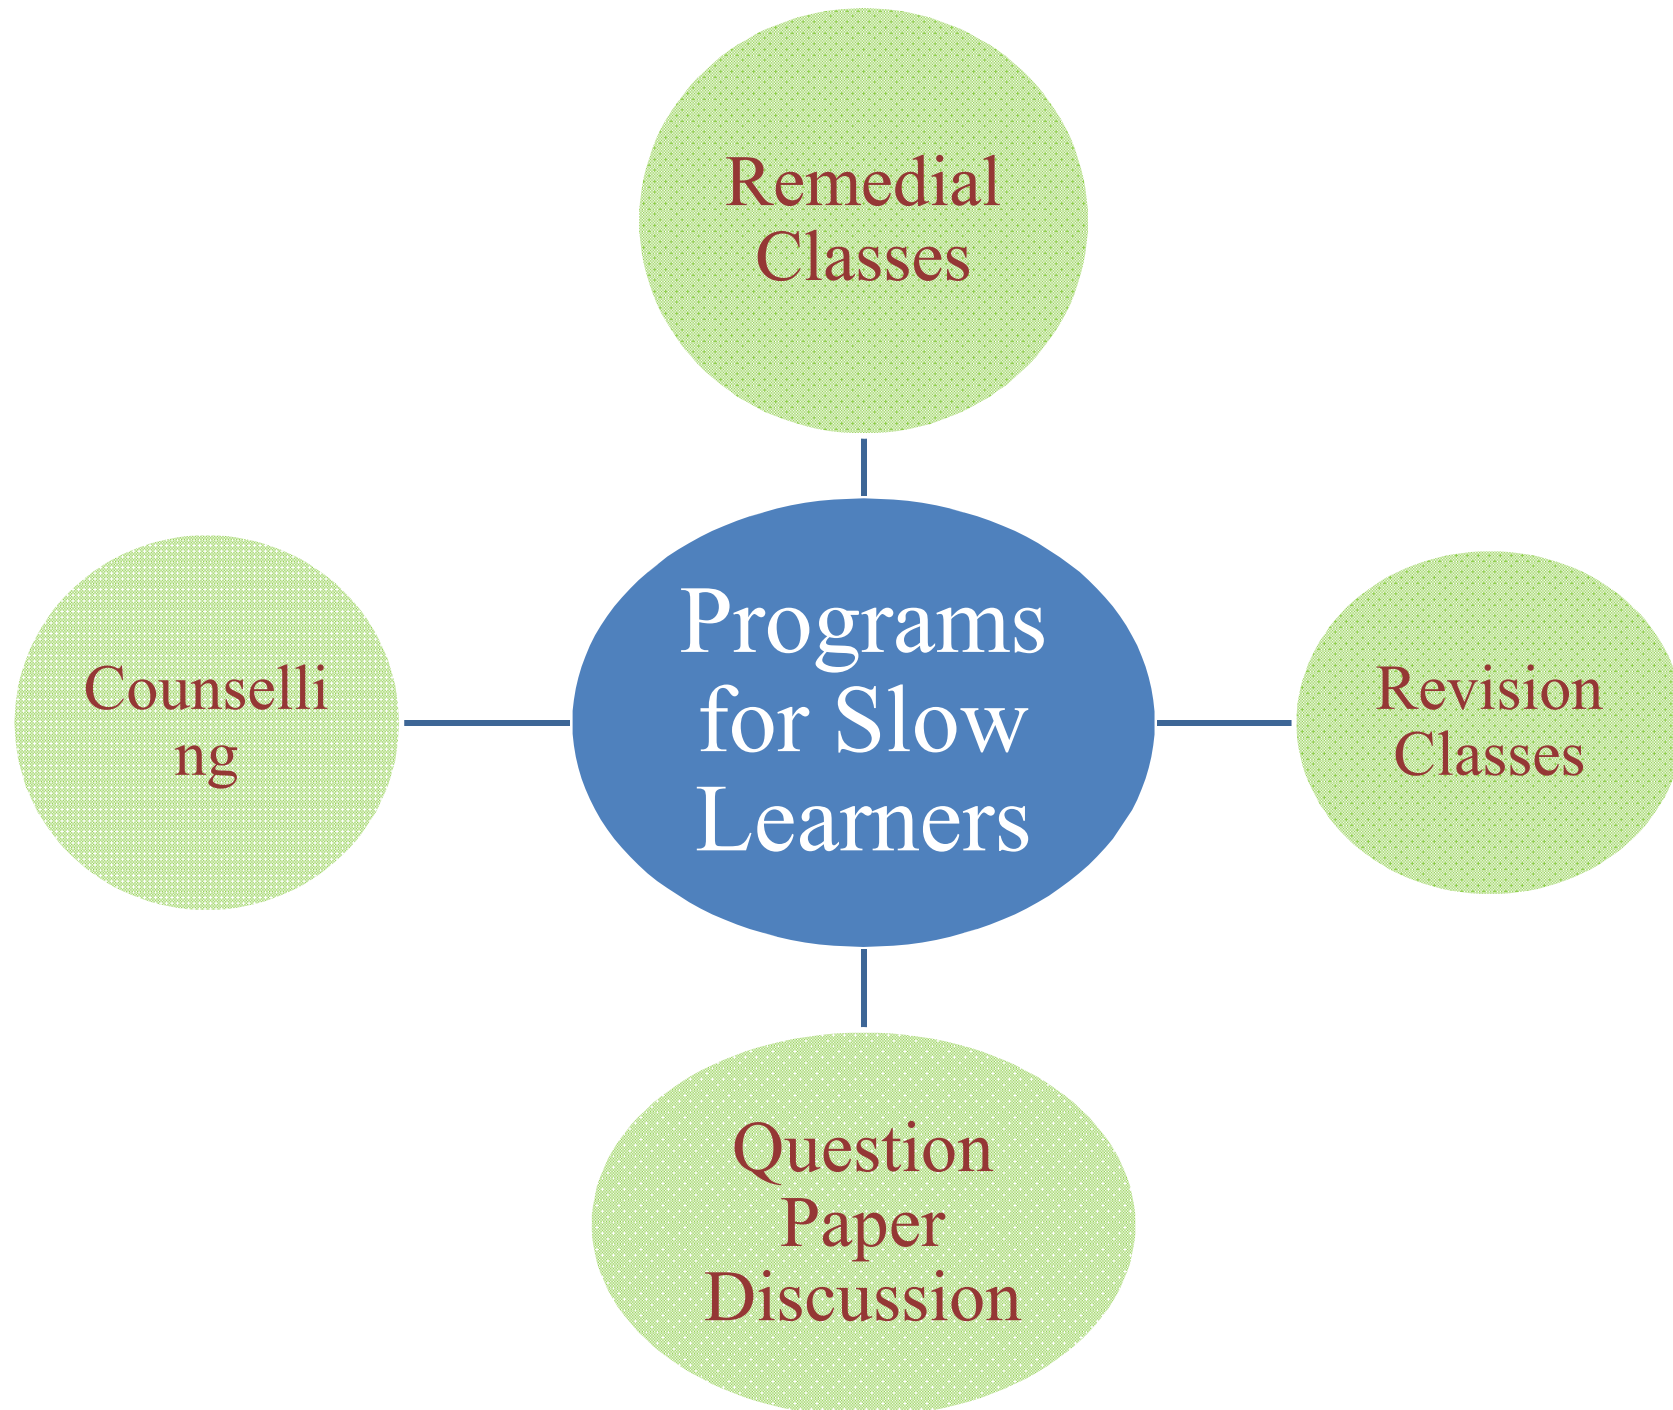 Remedial
Classes
Counselli
ng
Programs
for Slow
Learners
Revision
Classes
Question
Paper
Discussion